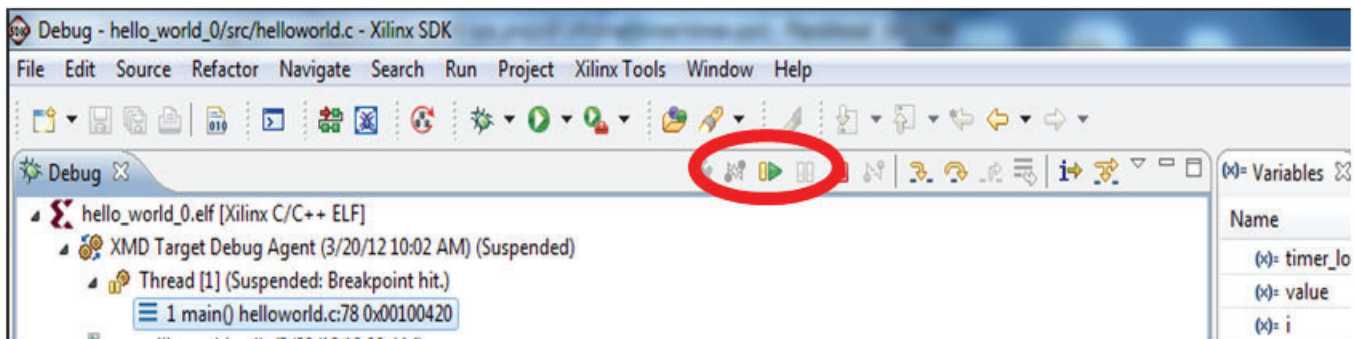 Debug - hello_world_0/src/helloworld.c - Xilinx SDK
File Edit Source Refactor Navigate Search Run Project Xilinx Tools Window Help
010
Debug
(x)= Variables
hello_world_0.elf [Xilinx C/C++ ELF]
Name
XMD Target Debug Agent (3/20/12 10:02 AM) (Suspended)
(x)= timer_lo
Thread [1] (Suspended: Breakpoint hit.)
(x)= value
1 main() helloworld.c:78 0x00100420
(x)= i